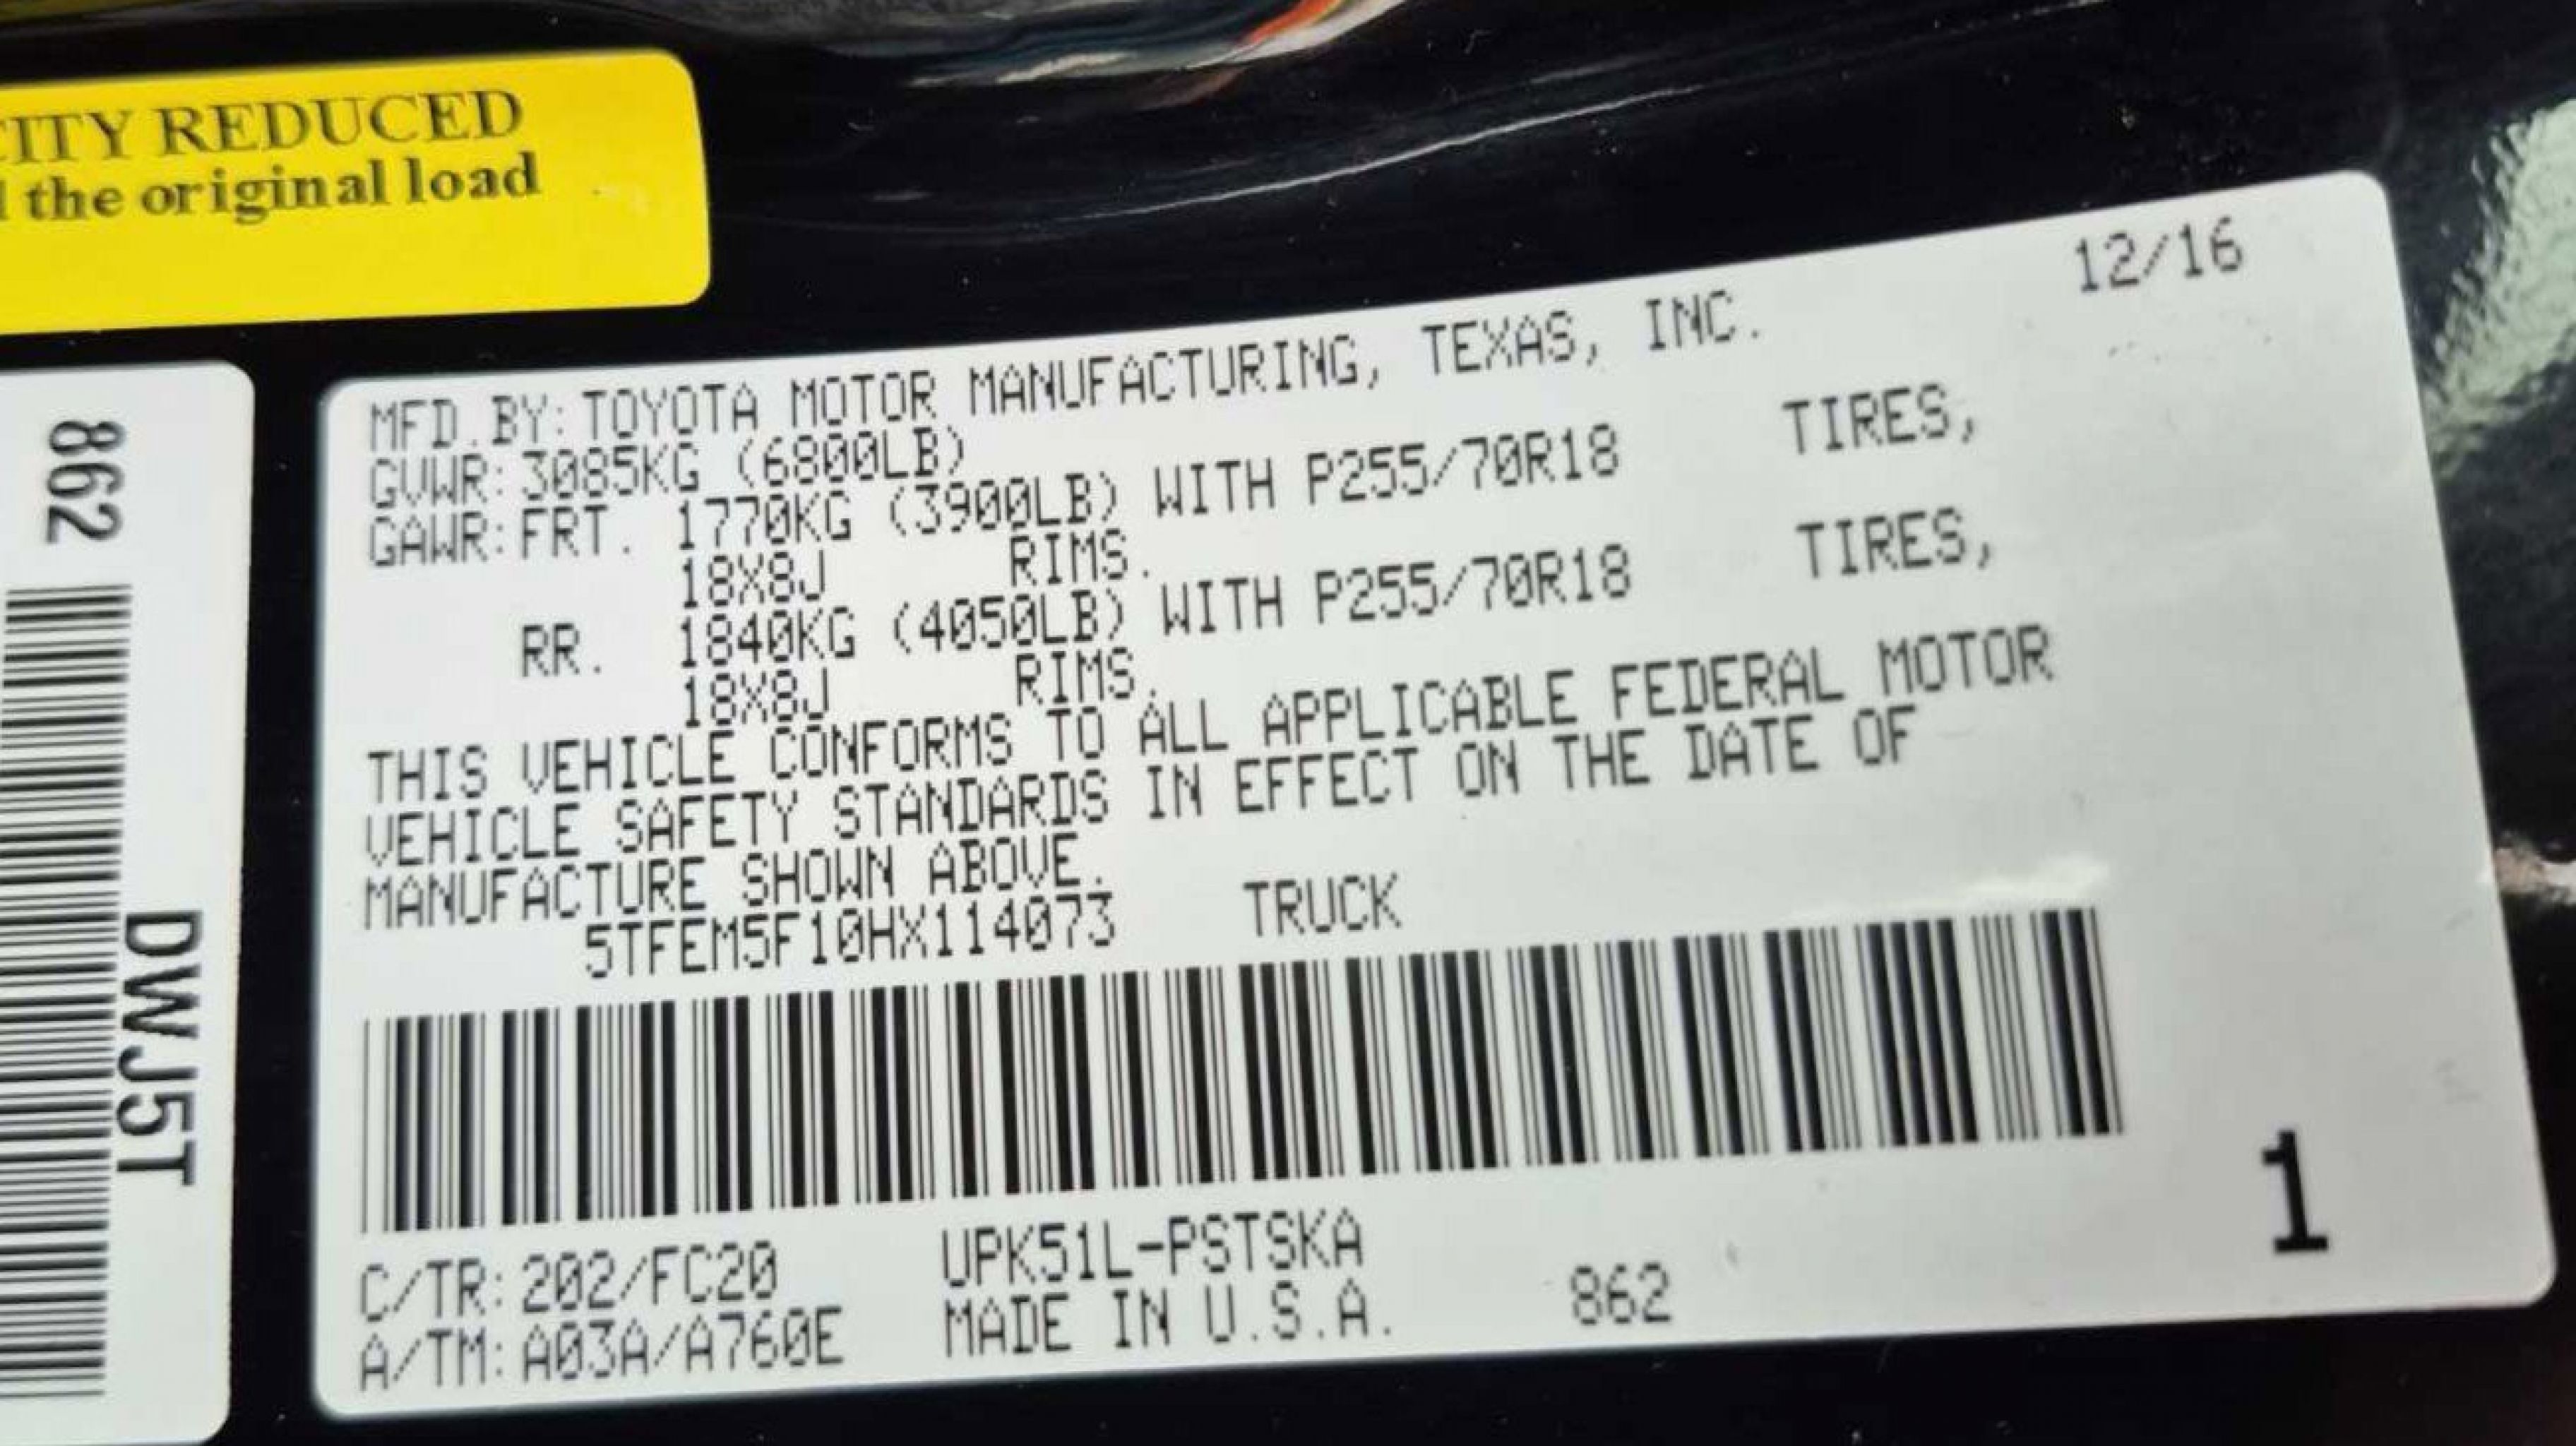 CITY REDUCED
the original load
12/16
MFD.BY:TOYOTA MOTOR MANUFACTURING, TEXAS, INC.
GVWR:3085KG (6800LB)
GAWR:FRT. 1770KG (3900LB) WITH P255/70R18 TIRES,
18X8J RIMS.
RR. 1840KG (4050LB) WITH P255/70R18 TIRES,
18X8J RIMS.
THIS VEHICLE CONFORMS TO ALL APPLICABLE FEDERAL MOTOR
VEHICLE SAFETY STANDARDS IN EFFECT ON THE DATE OF
MANUFACTURE SHOWN ABOVE.
5TFEM5F10HX114073 TRUCK
C/TR:202/FC20 UPK51L-PSTSKA
A/TM:A03A/A760E MADE IN U.S.A. 862
1
862
DWJ5T